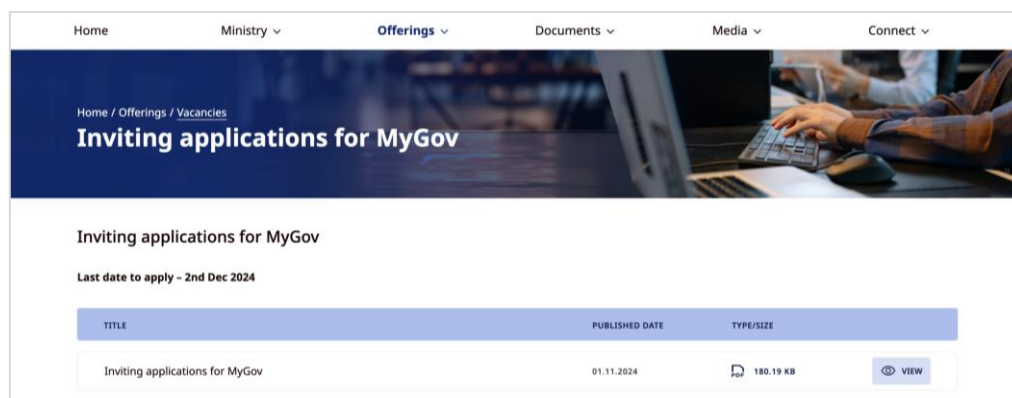 Home Ministry Offerings Documents Media Connect
Home / Offerings / Vacancies
Inviting applications for MyGov
Inviting applications for MyGov
Last date to apply – 2nd Dec 2024
TITLE PUBLISHED DATE TYPE/SIZE
Inviting applications for MyGov 01.11.2024 PDF 180.19 KB VIEW